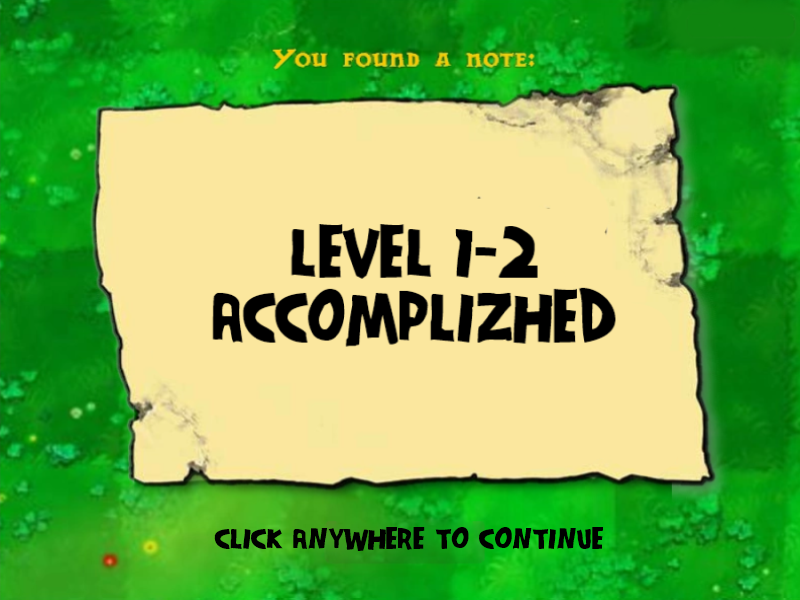 You found a note:
LEVEL 1-2
ACCOMPLIZHED
CLICK ANYWHERE TO CONTINUE